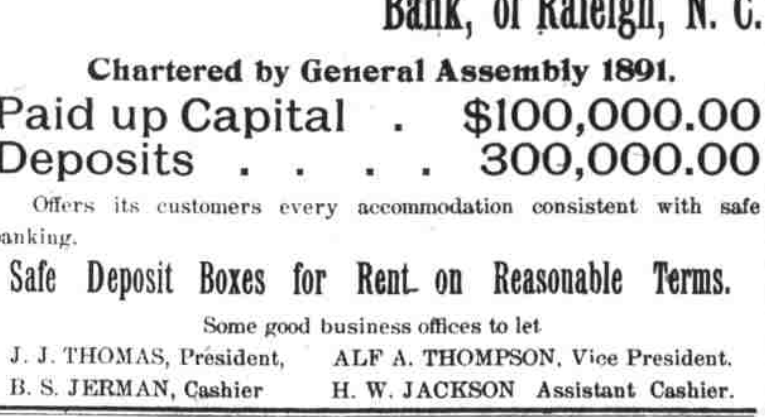 Bank, of Raleigh, N. C.
Chartered by General Assembly 1891.
Paid up Capital . $100,000.00
Deposits . . . . 300,000.00
Offers its customers every accommodation consistent with safe
anking.
Safe Deposit Boxes for Rent on Reasonable Terms.
Some good business offices to let
J. J. THOMAS, President, ALF A. THOMPSON, Vice President.
B. S. JERMAN, Cashier H. W. JACKSON Assistant Cashier.